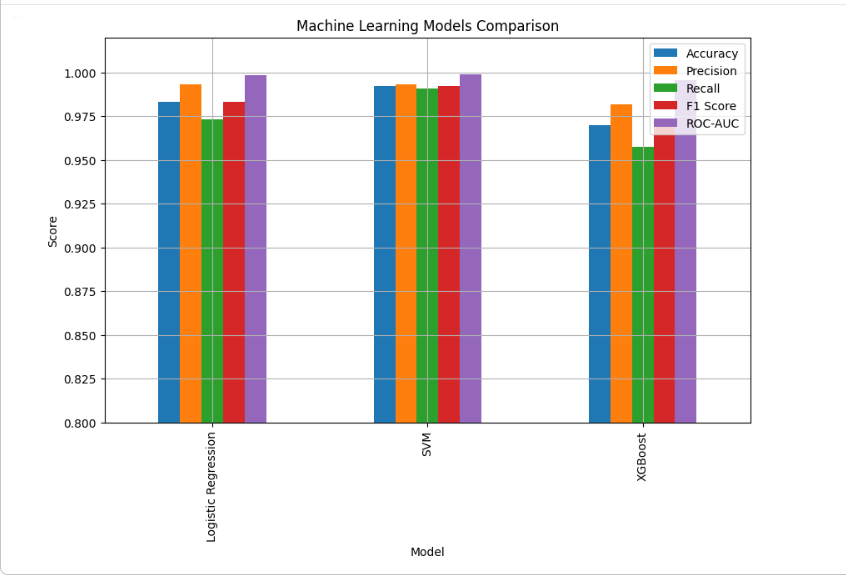 Machine Learning Models Comparison
Accuracy
Precision
Recall
F1 Score
ROC-AUC
1.000
0.975
0.950
0.925
0.900
0.875
0.850
0.825
0.800
Score
Logistic Regression
SVM
XGBoost
Model